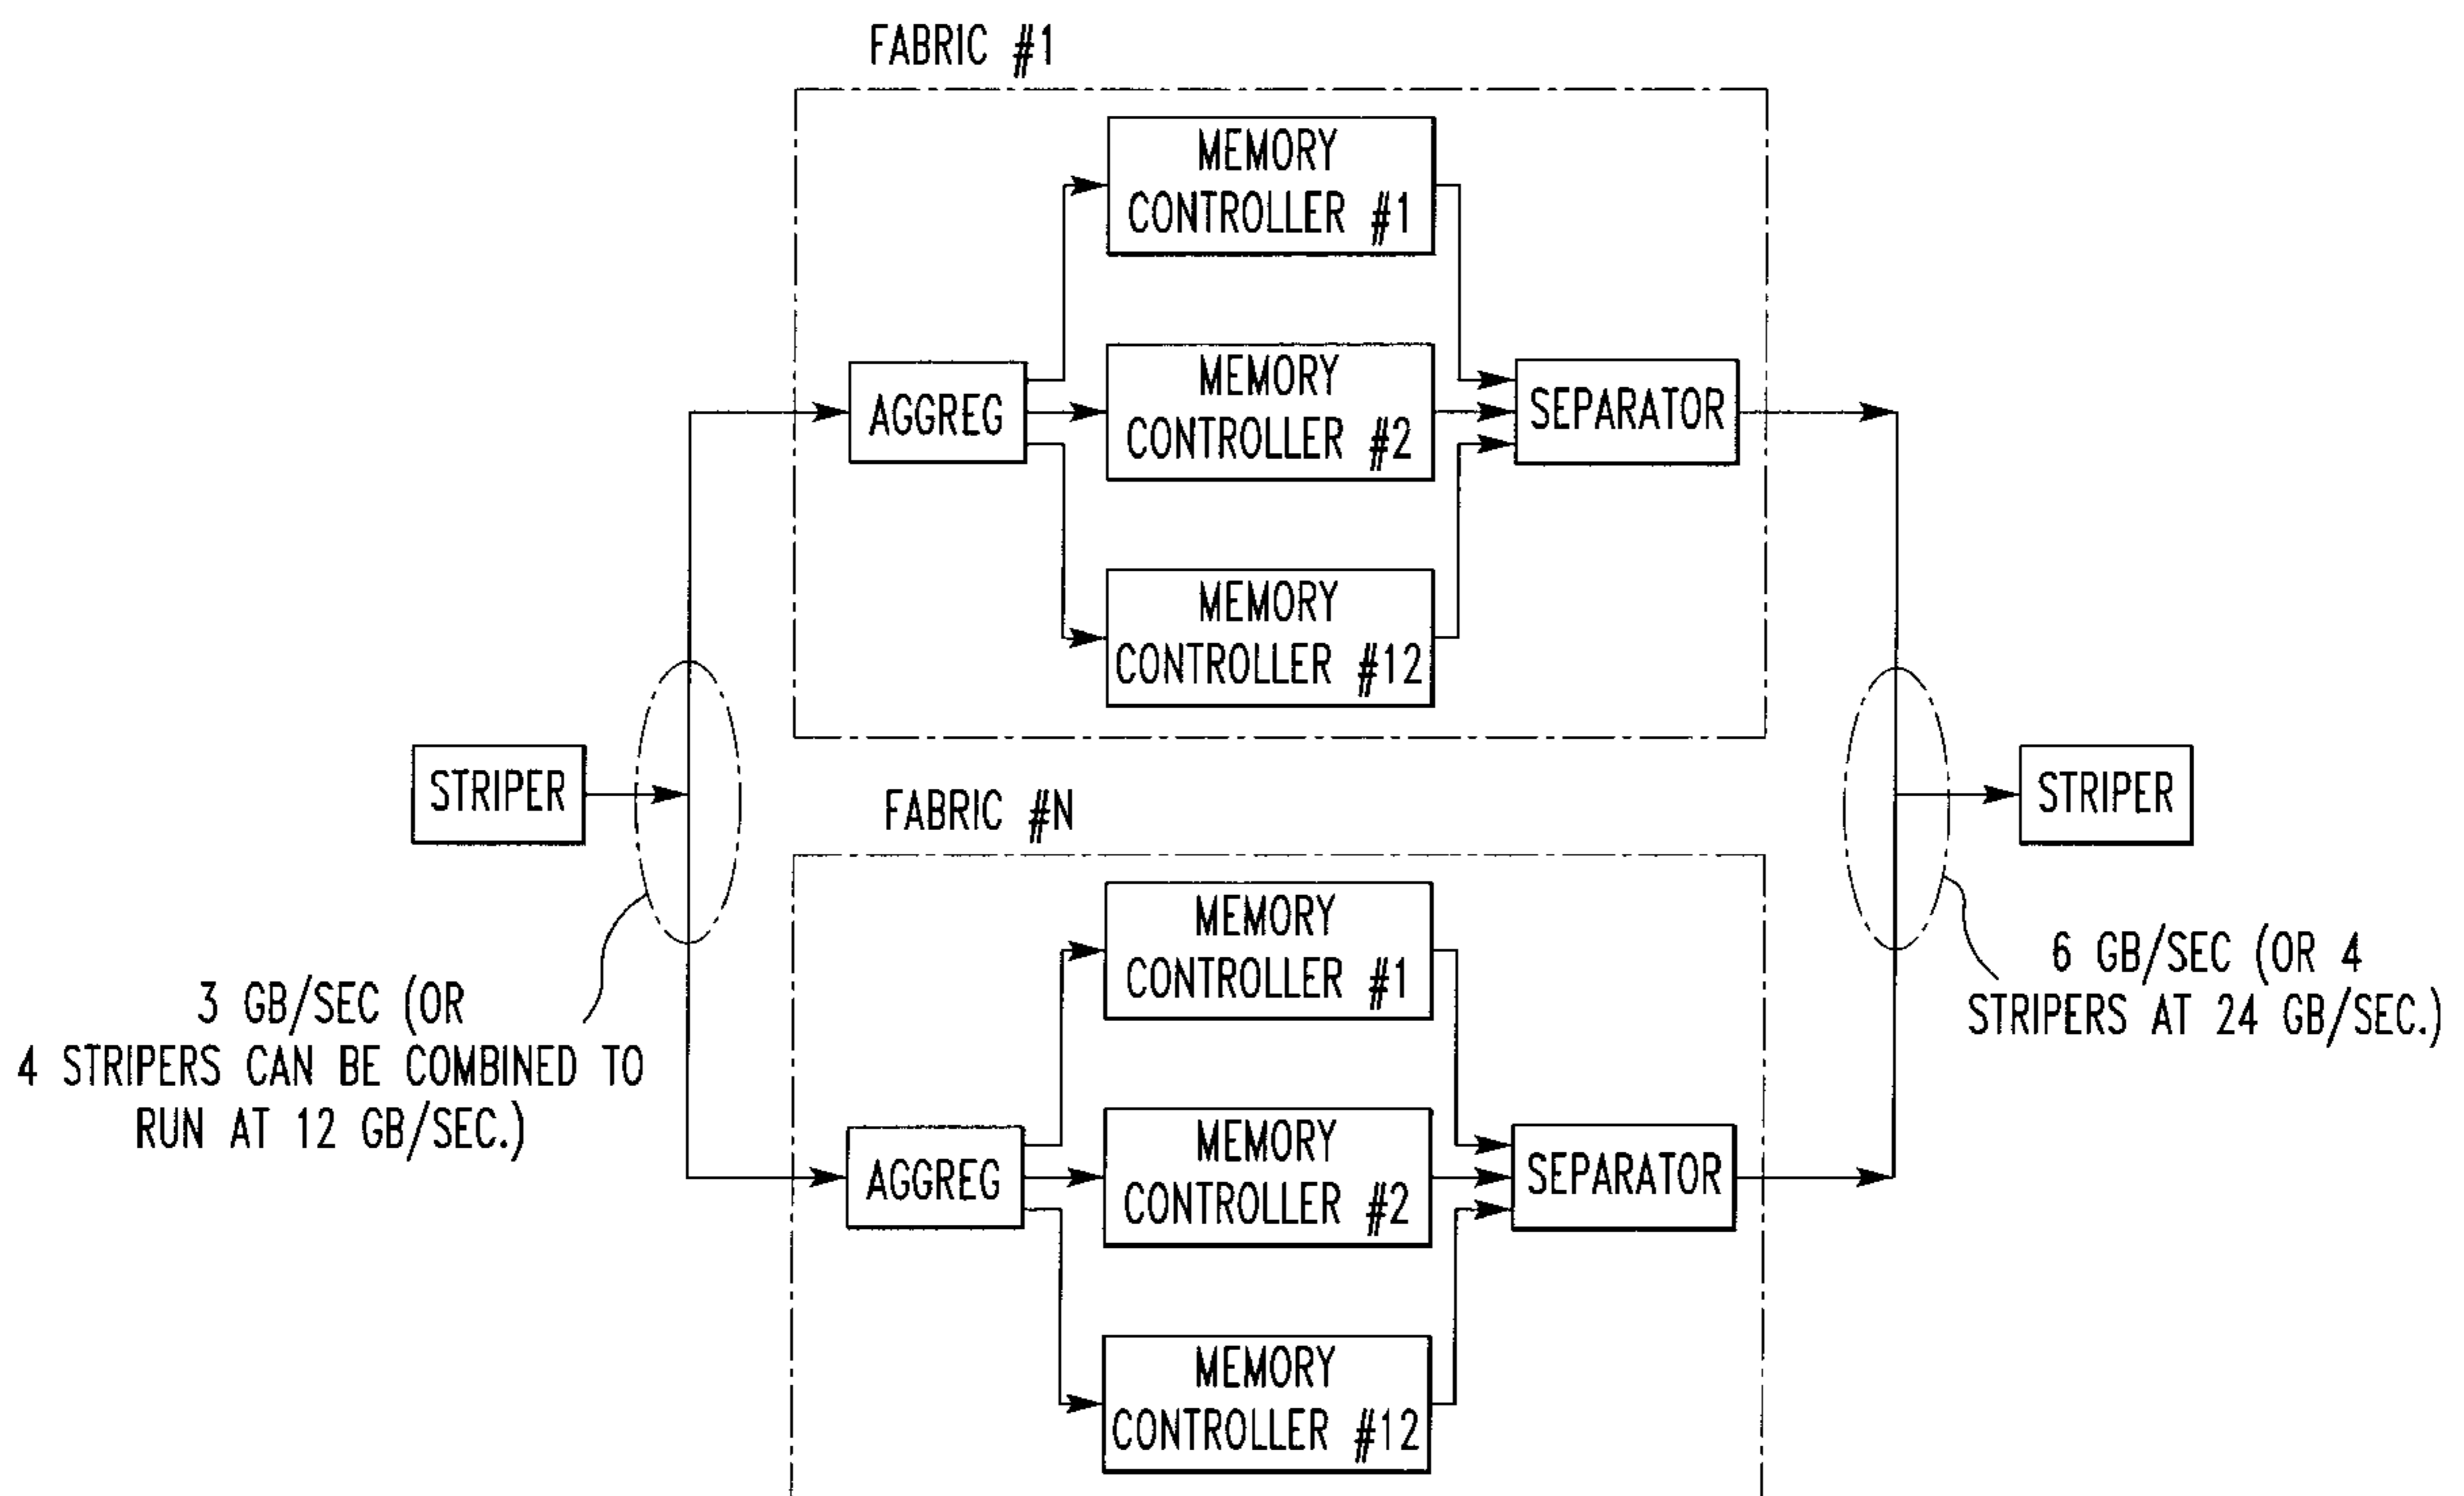 FABRIC #1
MEMORY
CONTROLLER #1
MEMORY
CONTROLLER #2
AGGREG
SEPARATOR
MEMORY
CONTROLLER #12
STRIPER
STRIPER
FABRIC #N
MEMORY
CONTROLLER #1
3 GB/SEC (OR
4 STRIPERS CAN BE COMBINED TO
RUN AT 12 GB/SEC.)
6 GB/SEC (OR 4
STRIPERS AT 24 GB/SEC.)
MEMORY
CONTROLLER #2
AGGREG
SEPARATOR
MEMORY
CONTROLLER #12